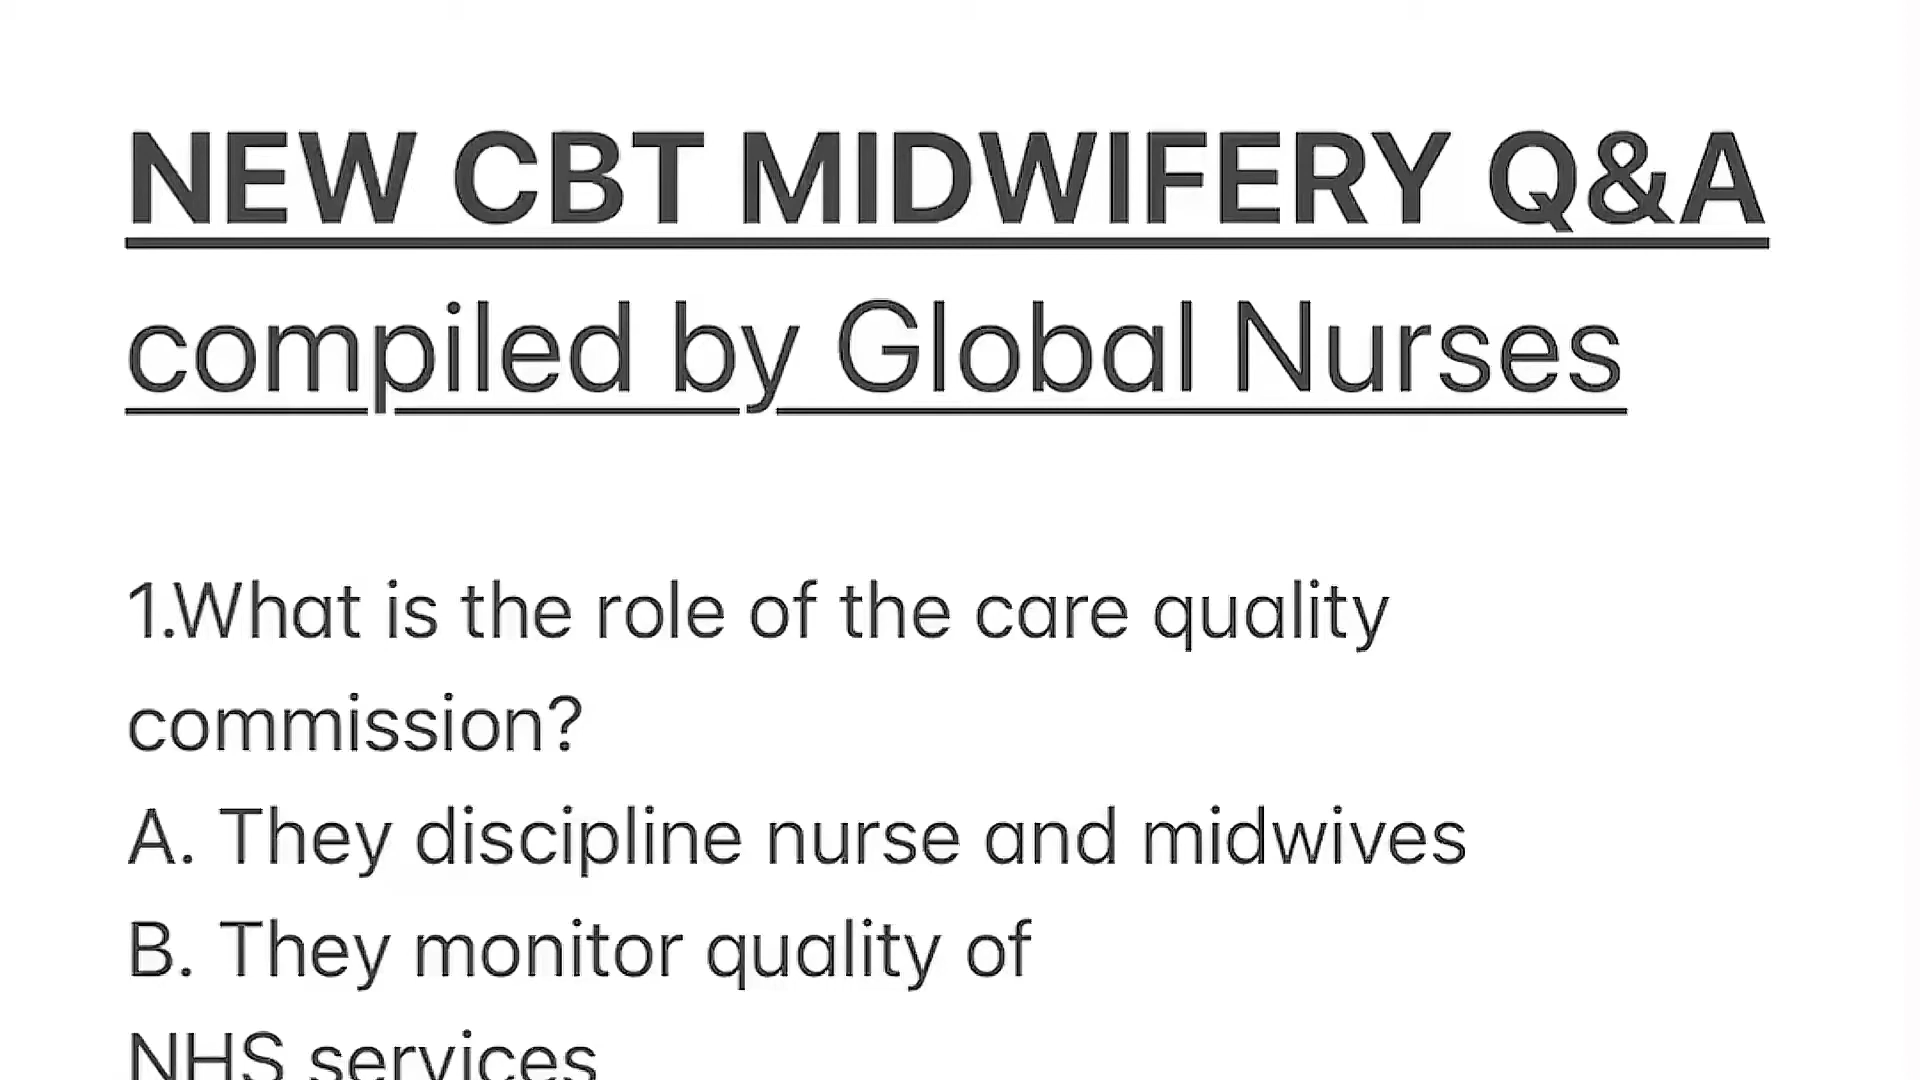 NEW CBT MIDWIFERY Q&A
compiled by Global Nurses
1.What is the role of the care quality
commission?
A. They discipline nurse and midwives
B. They monitor quality of
NHS services